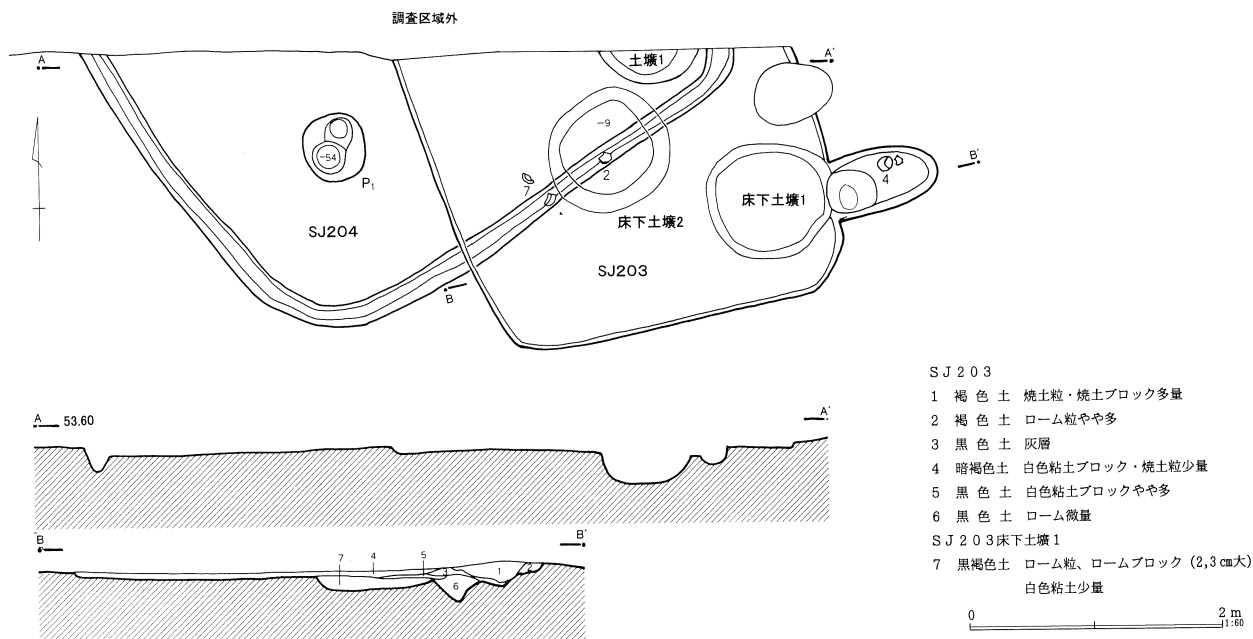 調査区域外
A
A′
土壙1
-9
-54
P1
2
7
4
B′
床下土壙1
床下土壙2
SJ204
SJ203
B
A 53.60
A′
B
B′
7 4 5 3 1 2
6
SJ203
1 褐色土 焼土粒・焼土ブロック多量
2 褐色土 ローム粒やや多
3 黒色土 灰層
4 暗褐色土 白色粘土ブロック・焼土粒少量
5 黒色土 白色粘土ブロックやや多
6 黒色土 ローム微量
SJ203床下土壙1
7 黒褐色土 ローム粒、ロームブロック (2,3㎝大)
白色粘土少量
0 2m
1:60